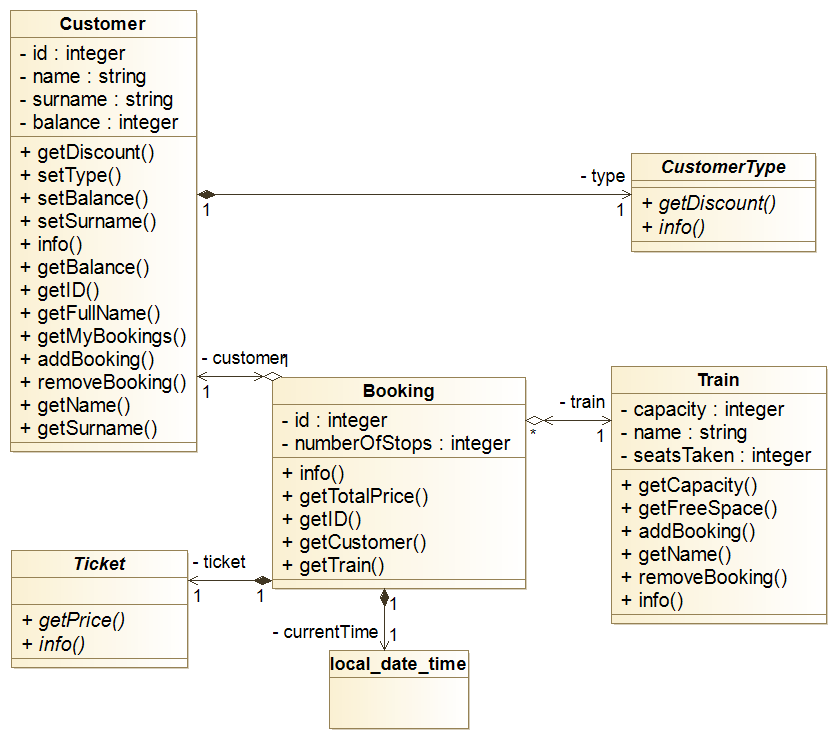 Customer
- id : integer
- name : string
- surname : string
- balance : integer
+ getDiscount()
+ setType()
+ setBalance()
+ setSurname()
+ info()
+ getBalance()
+ getID()
+ getFullName()
+ getMyBookings()
+ addBooking()
+ removeBooking()
+ getName()
+ getSurname()
1
- type
1
CustomerType
+ getDiscount()
+ info()
- customer
1
1
Booking
- id : integer
- numberOfStops : integer
+ info()
+ getTotalPrice()
+ getID()
+ getCustomer()
+ getTrain()
- train
*
1
Train
- capacity : integer
- name : string
- seatsTaken : integer
+ getCapacity()
+ getFreeSpace()
+ addBooking()
+ getName()
+ removeBooking()
+ info()
Ticket
+ getPrice()
+ info()
- ticket
1
1
1
- currentTime
1
local_date_time